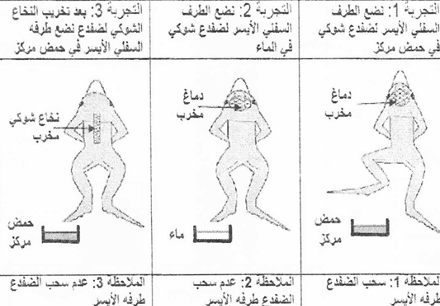 التجربة 1: نضع الطرف
السفلي الأيسر لضفدع شوكي
في حمض مركز
التجربة 2: نضع الطرف
السفلي الأيسر لضفدع شوكي
في الماء
التجربة 3: بعد تخريب النخاع
الشوكي لضفدع نضع طرفه
السفلي الأيسر في حمض مركز
دماغ
مخرب
حمض
مركز
دماغ
مخرب
ماء
نخاع شوكي
مخرب
حمض
مركز
الملاحظة 1: سحب الضفدع
طرفه الأيسر
الملاحظة 2: عدم سحب
الضفدع طرفه الأيسر
الملاحظة 3: عدم سحب الضفدع
طرفه الأيسر